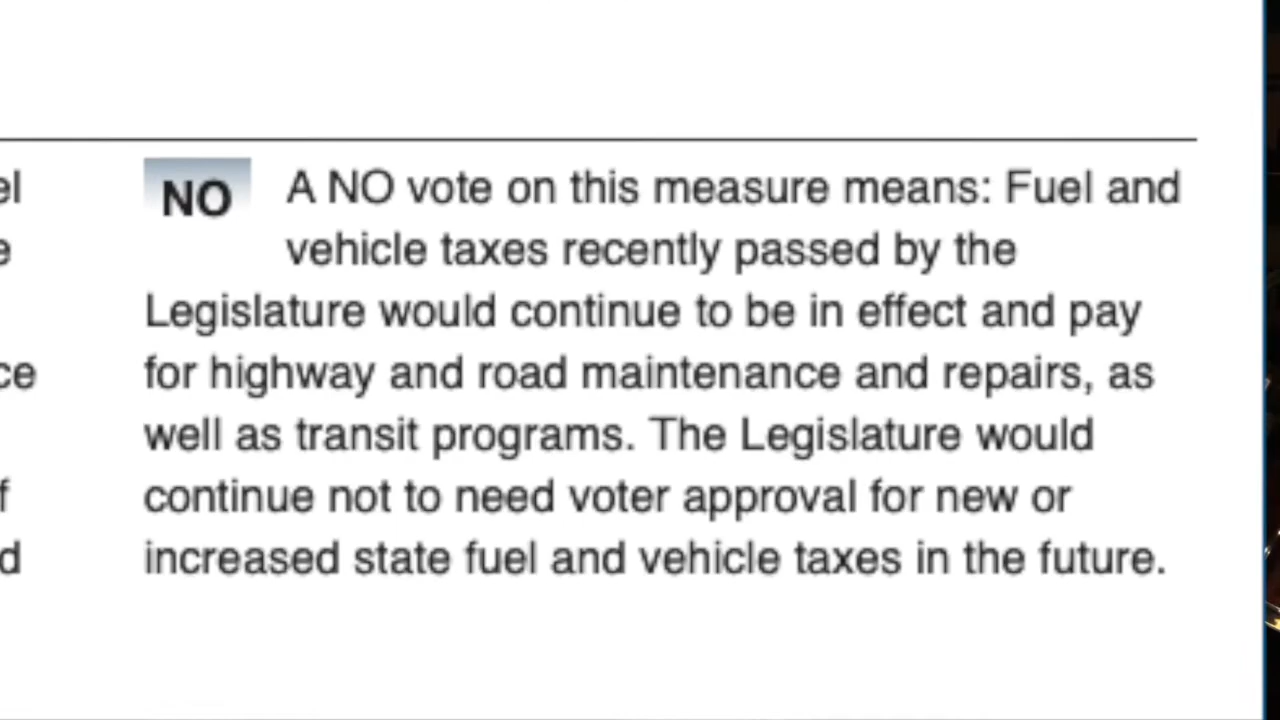 NO A NO vote on this measure means: Fuel and
vehicle taxes recently passed by the
Legislature would continue to be in effect and pay
for highway and road maintenance and repairs, as
well as transit programs. The Legislature would
continue not to need voter approval for new or
increased state fuel and vehicle taxes in the future.